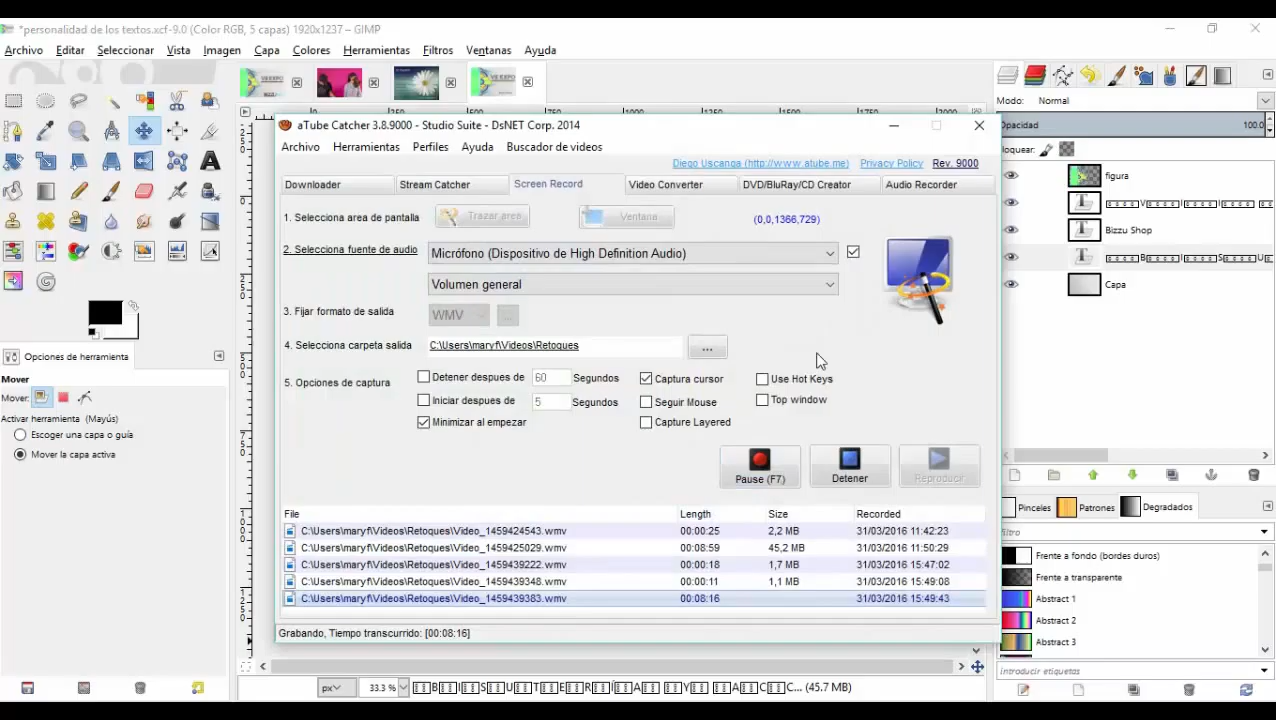 *personalidad de los textos.xcf-9.0 (Color RGB, 5 capas) 1920x1237 – GIMP
Archivo Editar Seleccionar Vista Imagen Capa Colores Herramientas Filtros Ventanas Ayuda
Modo: Normal
Opacidad 100.0
loquear:
figura
Bizzu Shop
Capa
Opciones de herramienta
Mover
Mover:
Activar herramienta (Mayús)
Escoger una capa o guía
Mover la capa activa
aTube Catcher 3.8.9000 - Studio Suite - DsNET Corp. 2014
Archivo Herramientas Perfiles Ayuda Buscador de videos
Diego Uscanga (http://www.atube.me) Privacy Policy Rev. 9000
Downloader Stream Catcher Screen Record Video Converter DVD/BluRay/CD Creator Audio Recorder
1. Selecciona area de pantalla Trazar area Ventana (0,0,1366,729)
2. Selecciona fuente de audio Micrófono (Dispositivo de High Definition Audio)
Volumen general
3. Fijar formato de salida WMV ...
4. Selecciona carpeta salida C:\Users\maryf\Videos\Retoques ...
5. Opciones de captura
Detener despues de 60 Segundos Captura cursor Use Hot Keys
Iniciar despues de 5 Segundos Seguir Mouse Top window
Minimizar al empezar Capture Layered
Pause (F7) Detener Reproducir
File Length Size Recorded
C:\Users\maryf\Videos\Retoques\Video_1459424543.wmv 00:00:25 2,2 MB 31/03/2016 11:42:23
C:\Users\maryf\Videos\Retoques\Video_1459425029.wmv 00:08:59 45,2 MB 31/03/2016 11:50:29
C:\Users\maryf\Videos\Retoques\Video_1459439222.wmv 00:00:18 1,7 MB 31/03/2016 15:47:02
C:\Users\maryf\Videos\Retoques\Video_1459439348.wmv 00:00:11 1,1 MB 31/03/2016 15:49:08
C:\Users\maryf\Videos\Retoques\Video_1459439383.wmv 00:08:16 31/03/2016 15:49:43
Grabando, Tiempo transcurrido: [00:08:16]
Pinceles Patrones Degradados
filtro
Frente a fondo (bordes duros)
Frente a transparente
Abstract 1
Abstract 2
Abstract 3
introducir etiquetas
px 33.3 % (45.7 MB)